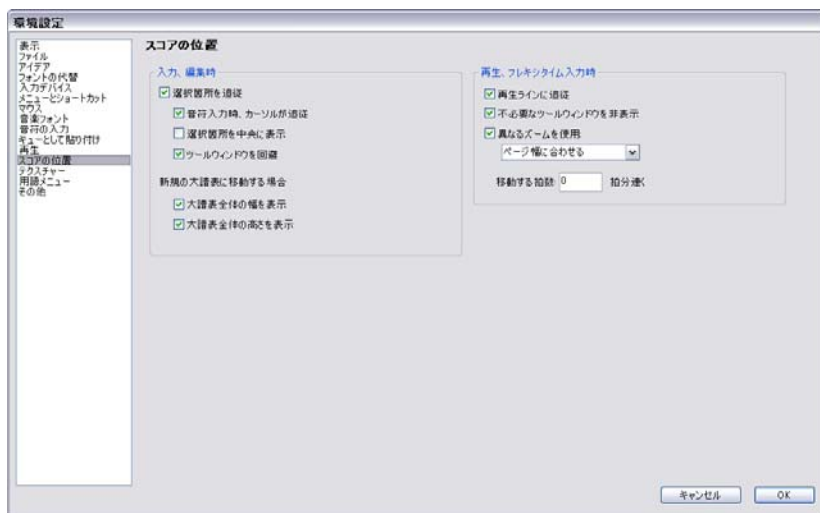 環境設定
表示
ファイル
アイデア
フォントの代替
入力デバイス
メニューとショートカット
マウス
音楽フォント
音符の入力
キューとして貼り付け
再生
スコアの位置
テクスチャー
用語メニュー
その他
スコアの位置
入力、編集時
選択箇所を追従
音符入力時、カーソルが追従
選択箇所を中央に表示
ツールウィンドウを回避
新規の大譜表に移動する場合
大譜表全体の幅を表示
大譜表全体の高さを表示
再生、フレキシタイム入力時
再生ラインに追従
不必要なツールウィンドウを非表示
異なるズームを使用
ページ幅に合わせる
移動する拍数 0 拍分速く
キャンセル OK